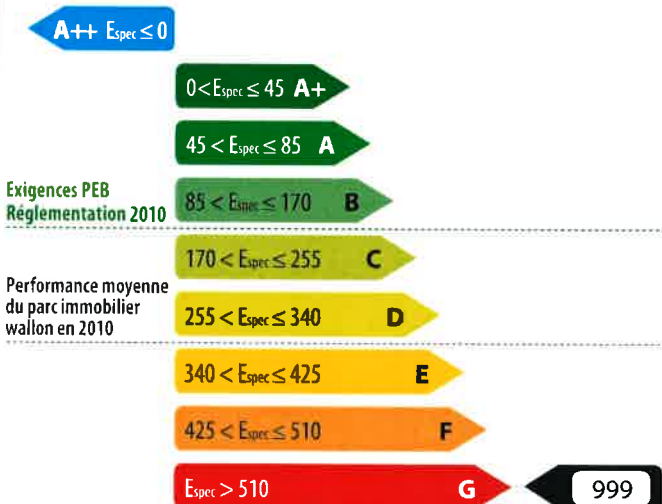 A++ Espec ≤ 0
0 < Espec ≤ 45 A+
45 < Espec ≤ 85 A
Exigences PEB
Réglementation 2010
85 < Espec ≤ 170 B
170 < Espec ≤ 255 C
Performance moyenne
du parc immobilier
wallon en 2010
255 < Espec ≤ 340 D
340 < Espec ≤ 425 E
425 < Espec ≤ 510 F
Espec > 510 G 999